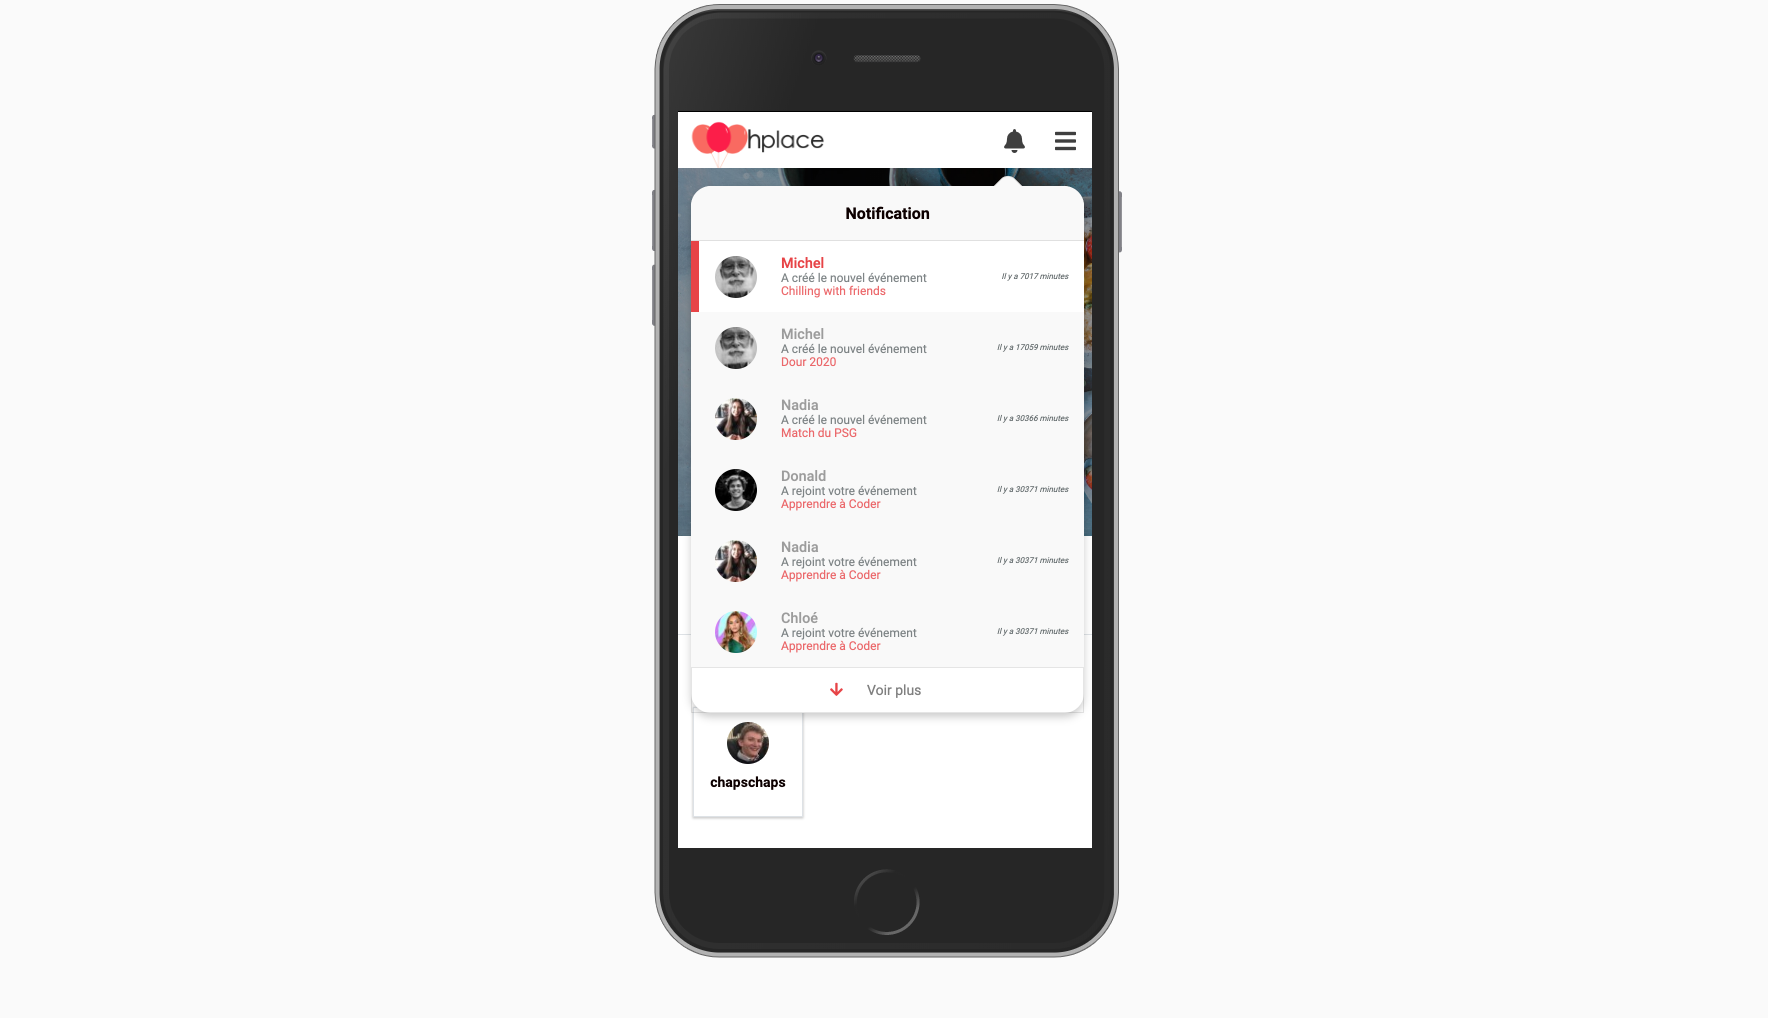 hplace
Notification
Michel
A créé le nouvel événement
Chilling with friends
Il y a 7017 minutes
Michel
A créé le nouvel événement
Dour 2020
Il y a 17059 minutes
Nadia
A créé le nouvel événement
Match du PSG
Il y a 30366 minutes
Donald
A rejoint votre événement
Apprendre à Coder
Il y a 30371 minutes
Nadia
A rejoint votre événement
Apprendre à Coder
Il y a 30371 minutes
Chloé
A rejoint votre événement
Apprendre à Coder
Il y a 30371 minutes
Voir plus
chapschaps